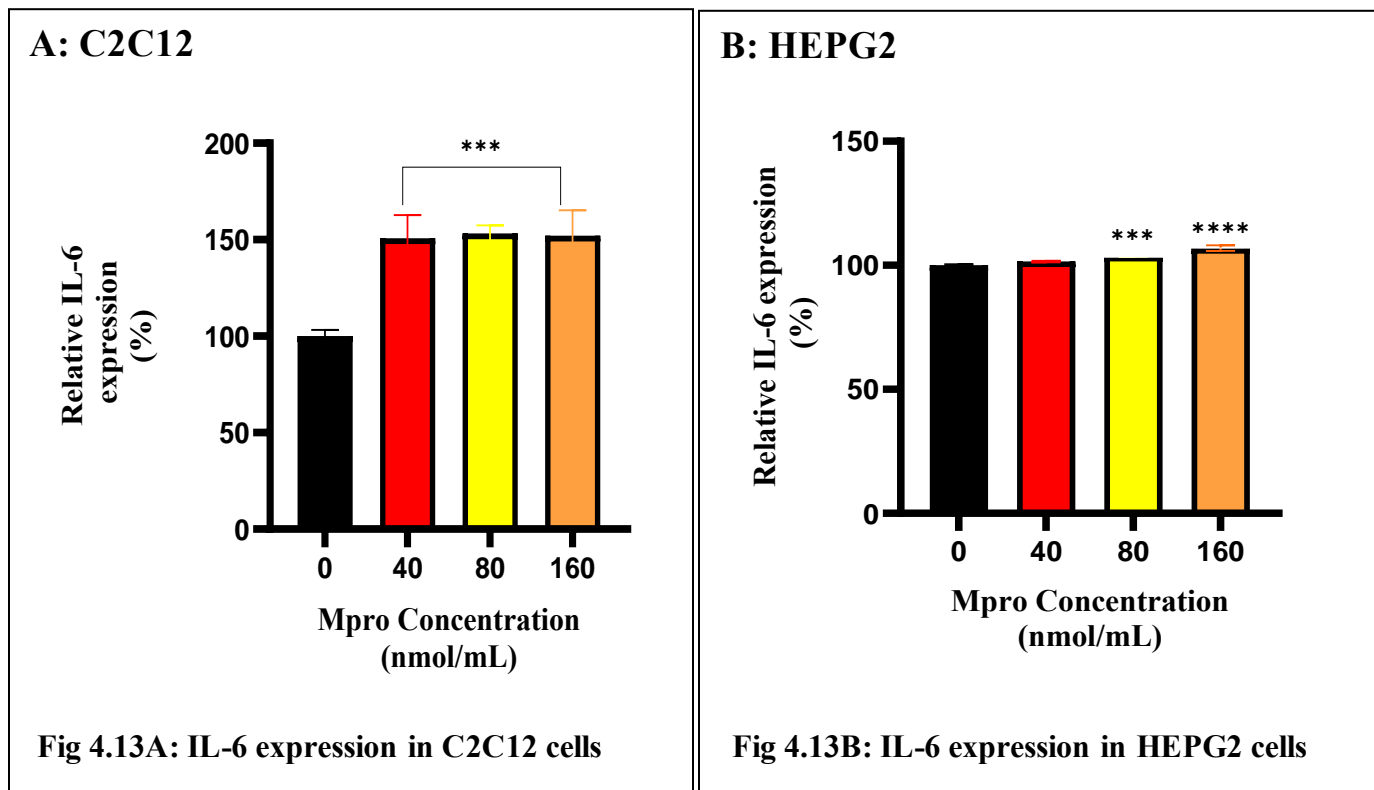 A: C2C12
Relative IL-6
expression
(%)
200
150
100
50
0
***
0 40 80 160
Mpro Concentration
(nmol/mL)
Fig 4.13A: IL-6 expression in C2C12 cells
B: HEPG2
Relative IL-6 expression
(%)
150
100
50
0
*** ****
0 40 80 160
Mpro Concentration
(nmol/mL)
Fig 4.13B: IL-6 expression in HEPG2 cells